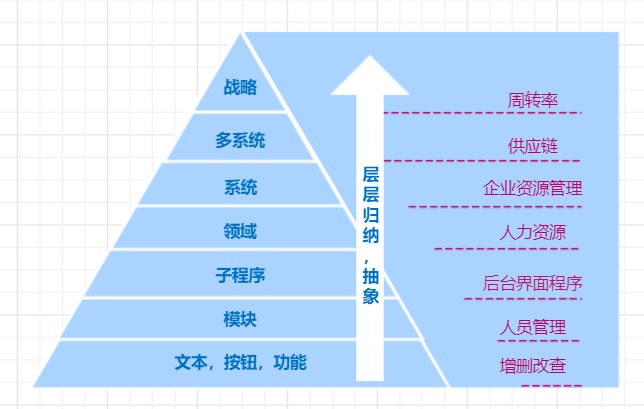 战略
多系统
系统
领域
子程序
模块
文本，按钮，功能
层层归纳，抽象
周转率
供应链
企业资源管理
人力资源
后台界面程序
人员管理
增删改查